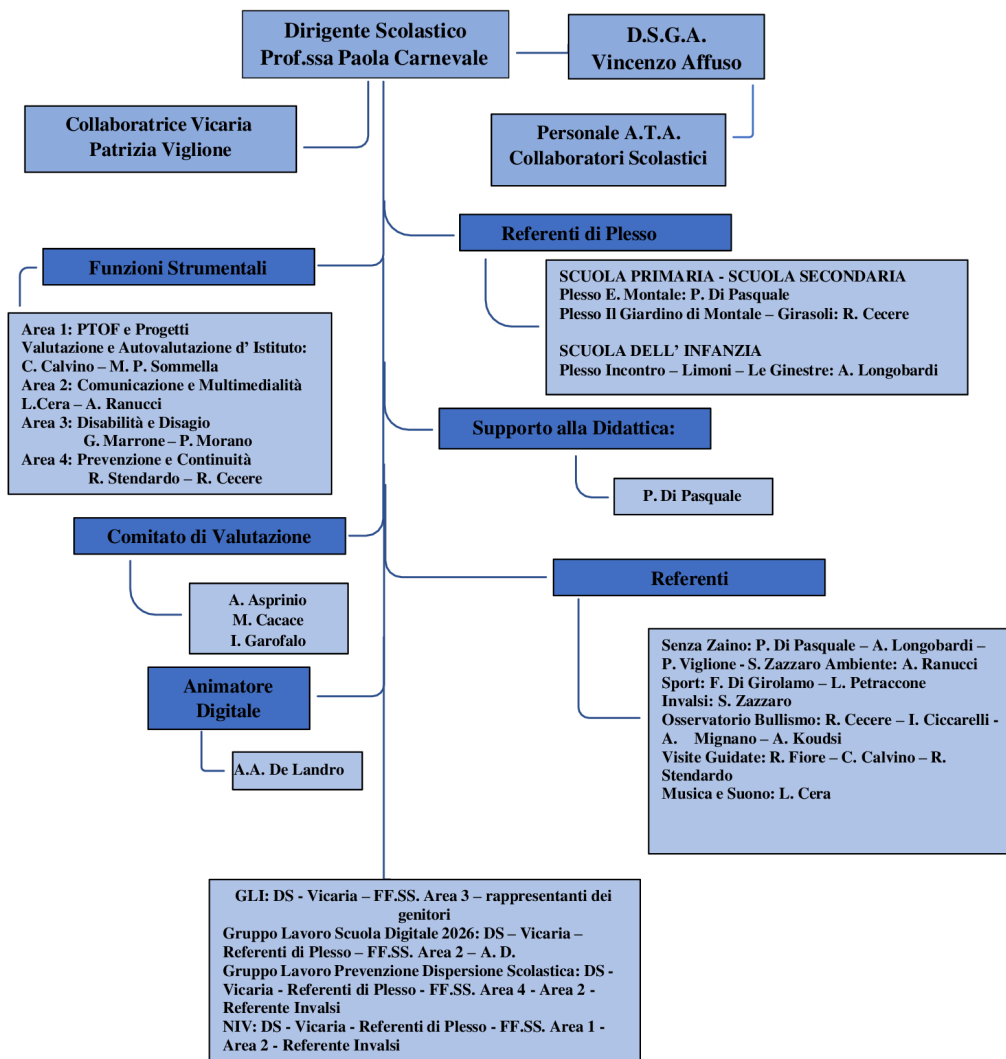 Dirigente Scolastico
Prof.ssa Paola Carnevale
D.S.G.A.
Vincenzo Affuso
Collaboratrice Vicaria
Patrizia Viglione
Personale A.T.A.
Collaboratori Scolastici
Referenti di Plesso
Funzioni Strumentali
SCUOLA PRIMARIA - SCUOLA SECONDARIA
Plesso E. Montale: P. Di Pasquale
Plesso Il Giardino di Montale – Girasoli: R. Cecere
SCUOLA DELL’ INFANZIA
Plesso Incontro – Limoni – Le Ginestre: A. Longobardi
Area 1: PTOF e Progetti
Valutazione e Autovalutazione d’ Istituto:
C. Calvino – M. P. Sommella
Area 2: Comunicazione e Multimedialità
L.Cera – A. Ranucci
Area 3: Disabilità e Disagio
G. Marrone – P. Morano
Area 4: Prevenzione e Continuità
R. Stendardo – R. Cecere
Supporto alla Didattica:
P. Di Pasquale
Comitato di Valutazione
A. Asprinio
M. Cacace
I. Garofalo
Referenti
Senza Zaino: P. Di Pasquale – A. Longobardi –
P. Viglione - S. Zazzaro Ambiente: A. Ranucci
Sport: F. Di Girolamo – L. Petraccone
Invalsi: S. Zazzaro
Osservatorio Bullismo: R. Cecere – I. Ciccarelli -
A. Mignano – A. Koudsi
Visite Guidate: R. Fiore – C. Calvino – R.
Stendardo
Musica e Suono: L. Cera
Animatore
Digitale
A.A. De Landro
GLI: DS - Vicaria – FF.SS. Area 3 – rappresentanti dei
genitori
Gruppo Lavoro Scuola Digitale 2026: DS – Vicaria –
Referenti di Plesso – FF.SS. Area 2 – A. D.
Gruppo Lavoro Prevenzione Dispersione Scolastica: DS -
Vicaria - Referenti di Plesso - FF.SS. Area 4 - Area 2 -
Referente Invalsi
NIV: DS - Vicaria - Referenti di Plesso - FF.SS. Area 1 -
Area 2 - Referente Invalsi